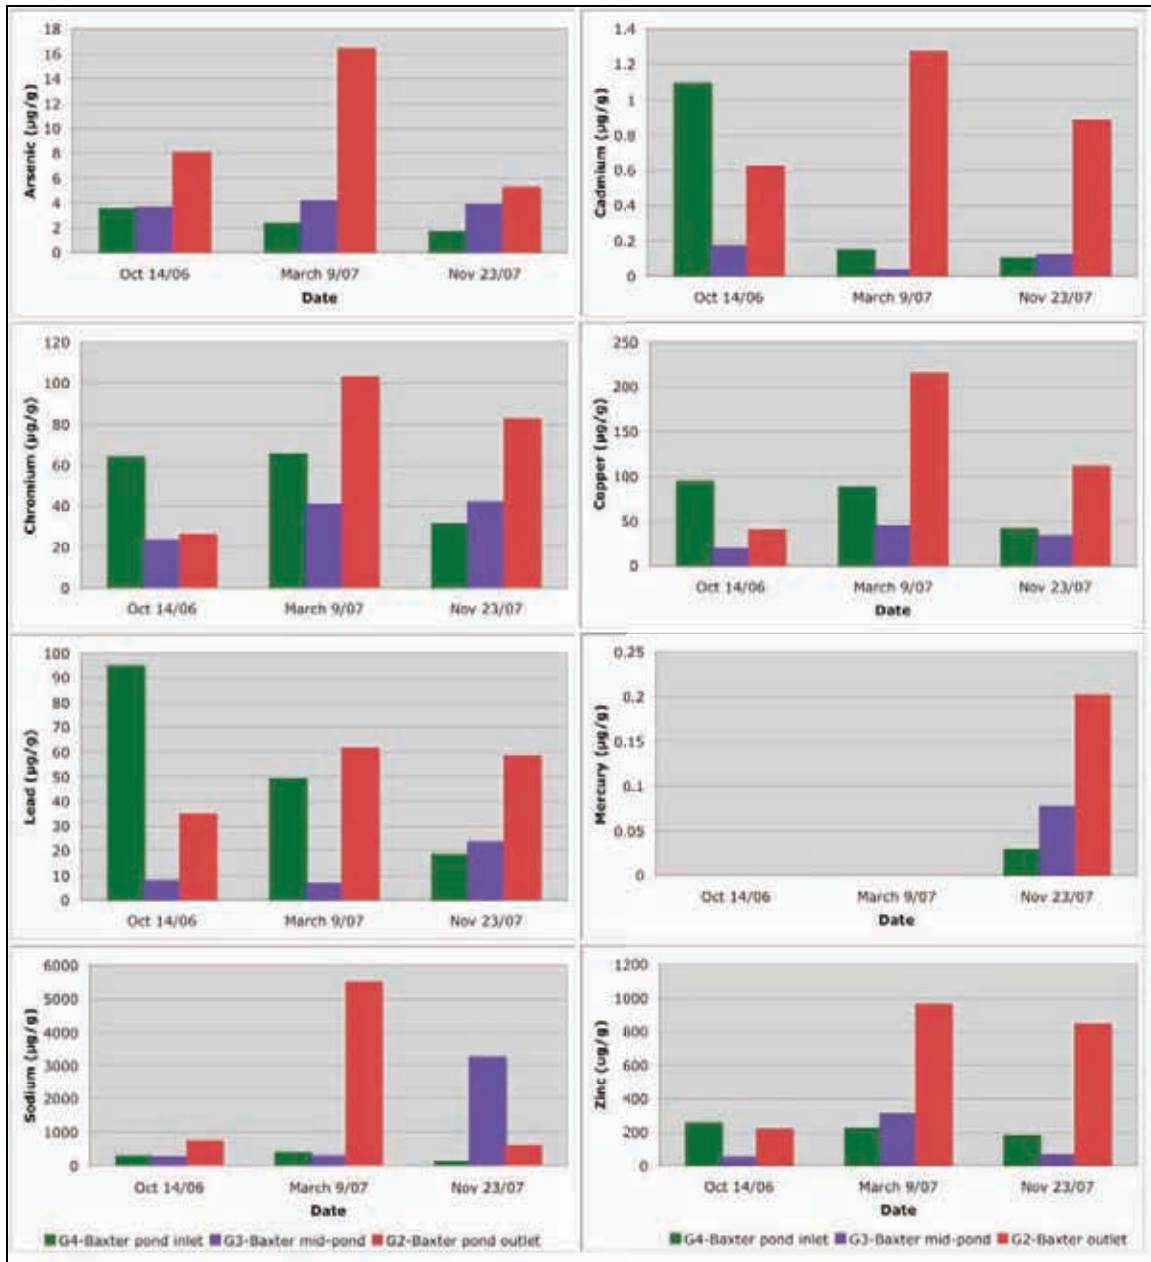 Arsenic (µg/g)
18
16
14
12
10
8
6
4
2
0
Oct 14/06 March 9/07 Nov 23/07
Date
Cadmium (µg/g)
1.4
1.2
1
0.8
0.6
0.4
0.2
0
Oct 14/06 March 9/07 Nov 23/07
Chromium (µg/g)
120
100
80
60
40
20
0
Oct 14/06 March 9/07 Nov 23/07
Copper (µg/g)
250
200
150
100
50
0
Oct 14/06 March 9/07 Nov 23/07
Date
Lead (µg/g)
100
90
80
70
60
50
40
30
20
10
0
Oct 14/06 March 9/07 Nov 23/07
Mercury (µg/g)
0.25
0.2
0.15
0.1
0.05
0
Oct 14/06 March 9/07 Nov 23/07
Date
Sodium (µg/g)
6000
5000
4000
3000
2000
1000
0
Oct 14/06 March 9/07 Nov 23/07
Date
G4-Baxter pond inlet G3-Baxter mid-pond G2-Baxter pond outlet
Zinc (ug/g)
1200
1000
800
600
400
200
0
Oct 14/06 March 9/07 Nov 23/07
Date
G4-Baxter pond inlet G3-Baxter mid-pond G2-Baxter outlet